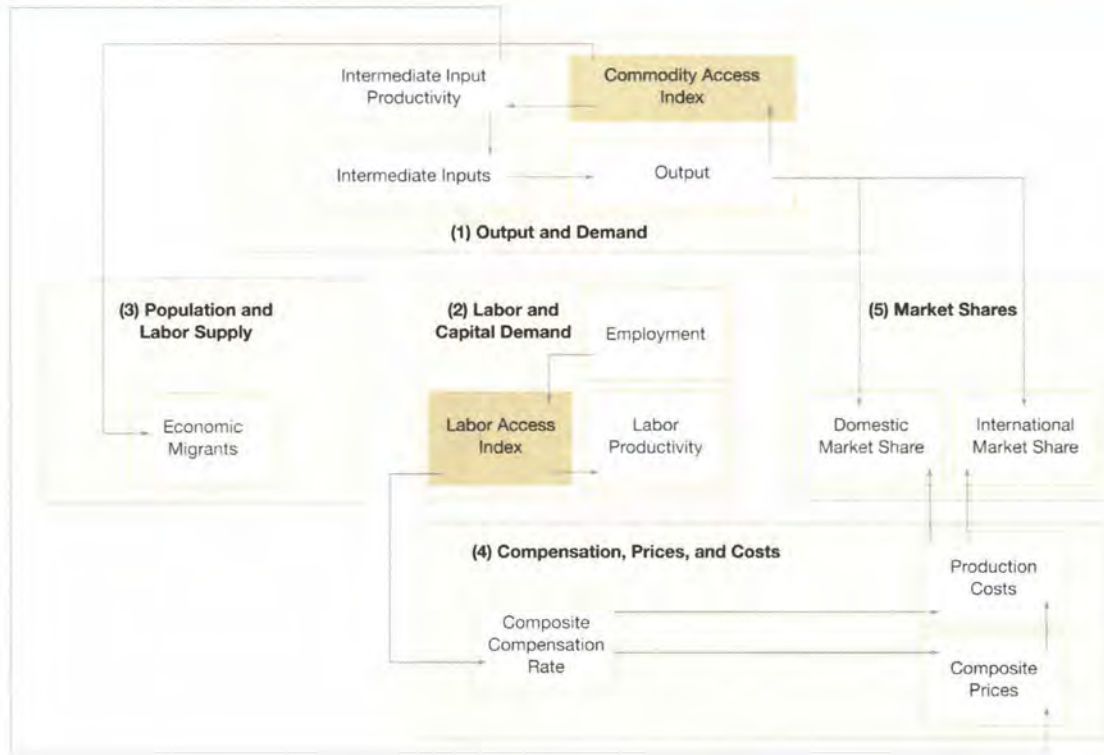 Intermediate Input
Productivity
Commodity Access
Index
Intermediate Inputs
Output
(1) Output and Demand
(3) Population and
Labor Supply
(2) Labor and
Capital Demand
Employment
(5) Market Shares
Economic
Migrants
Labor Access
Index
Labor
Productivity
Domestic
Market Share
International
Market Share
(4) Compensation, Prices, and Costs
Production
Costs
Composite
Compensation
Rate
Composite
Prices